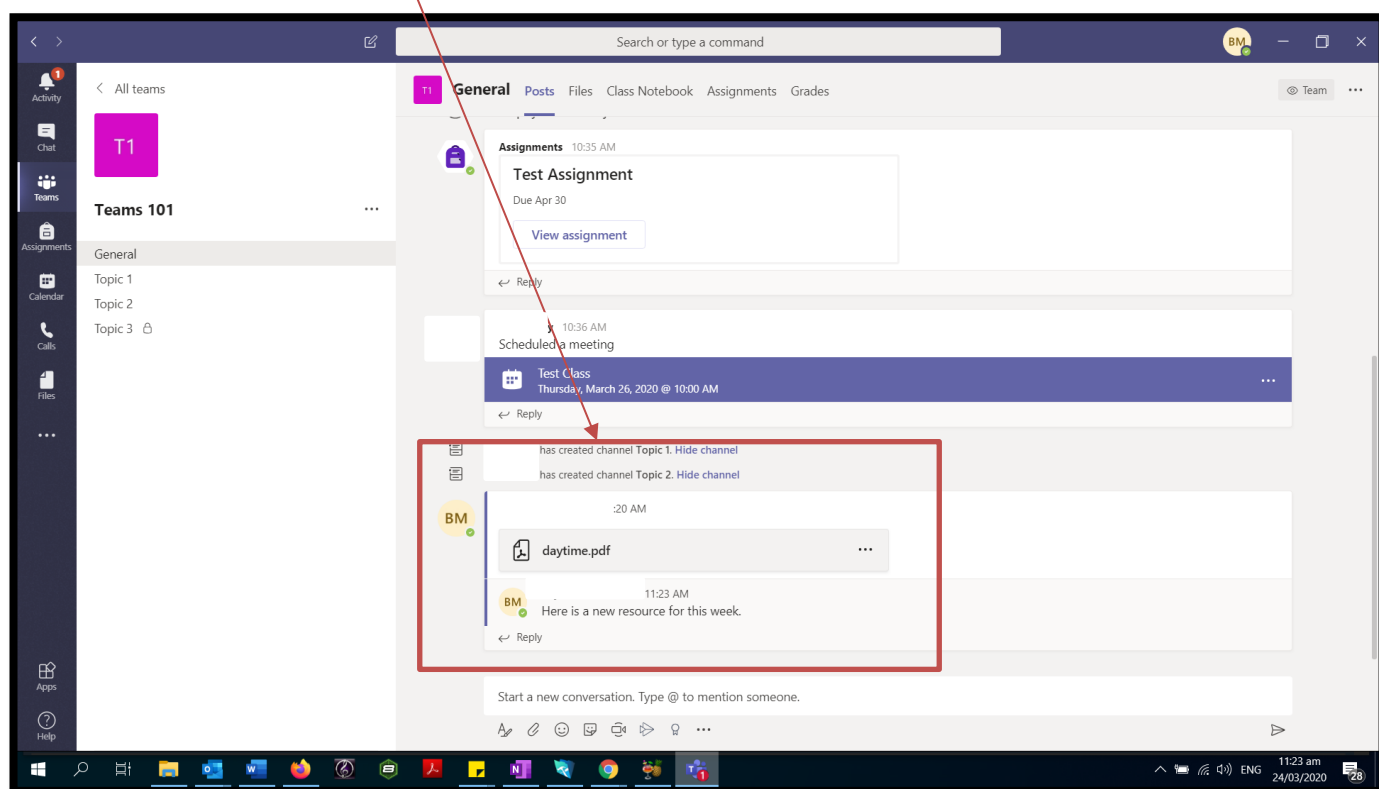 Search or type a command
BM
1
Activity
Chat
Teams
Assignments
Calendar
Calls
Files
Apps
Help
All teams
T1
Teams 101
General
Topic 1
Topic 2
Topic 3
T1 General Posts Files Class Notebook Assignments Grades
Team
Assignments 10:35 AM
Test Assignment
Due Apr 30
View assignment
Reply
y 10:36 AM
Scheduled a meeting
Test Class
Thursday, March 26, 2020 @ 10:00 AM
Reply
has created channel Topic 1. Hide channel
has created channel Topic 2. Hide channel
BM
:20 AM
daytime.pdf
BM
11:23 AM
Here is a new resource for this week.
Reply
Start a new conversation. Type @ to mention someone.
ENG
11:23 am
24/03/2020
28